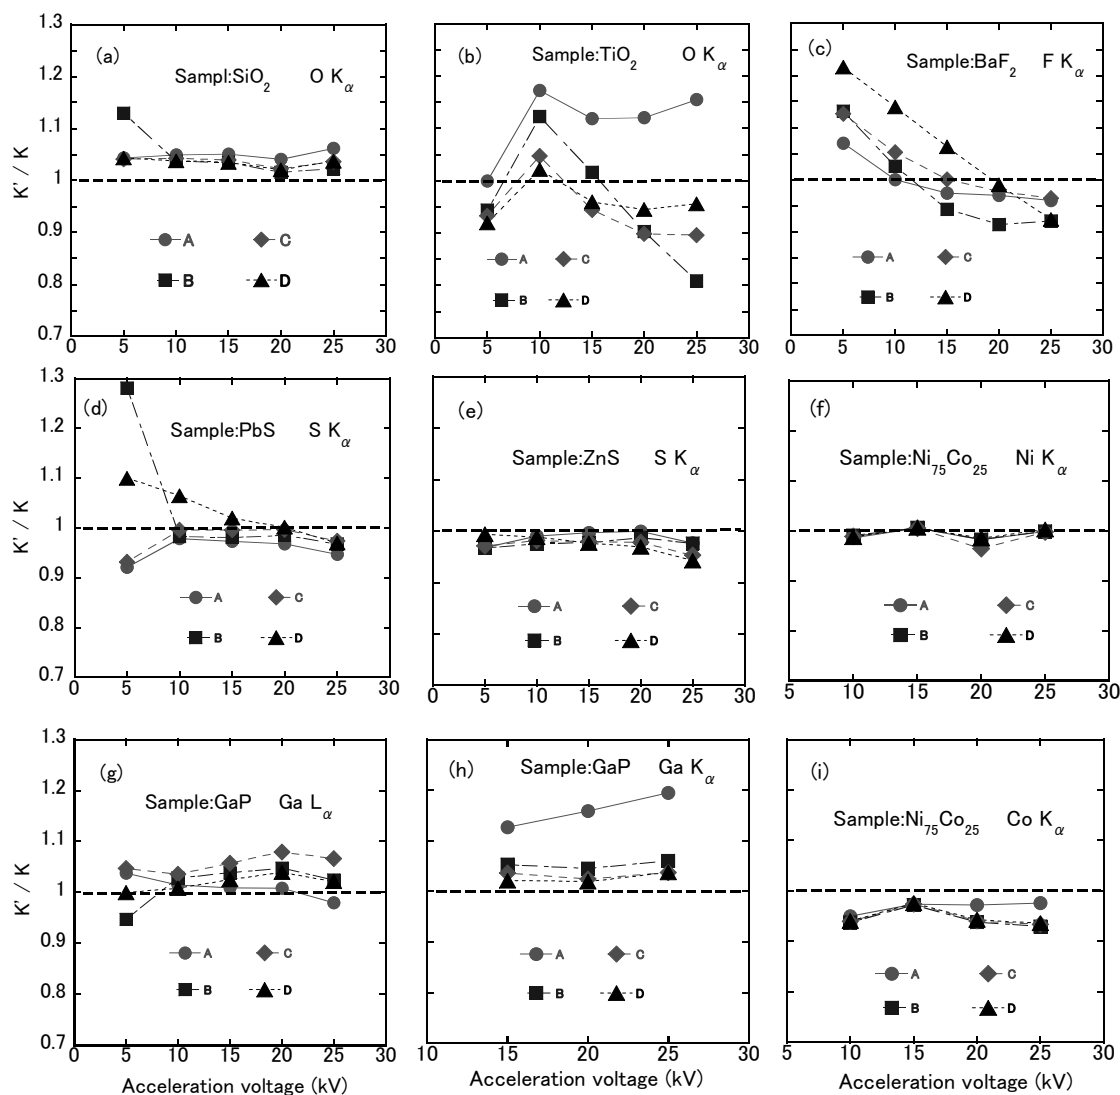 1.3
1.2
1.1
1
0.9
0.8
0.7
K' / K
(a)
Sampl:SiO2 O Kα
A C
B D
0 5 10 15 20 25 30
(b)
Sample:TiO2 O Kα
A C
B D
0 5 10 15 20 25 30
(c)
Sample:BaF2 F Kα
A C
B D
0 5 10 15 20 25 30
1.3
1.2
1.1
1
0.9
0.8
0.7
K' / K
(d)
Sample:PbS S Kα
A C
B D
0 5 10 15 20 25 30
(e)
Sample:ZnS S Kα
A C
B D
0 5 10 15 20 25 30
(f)
Sample:Ni75Co25 Ni Kα
A C
B D
5 10 15 20 25 30
1.3
1.2
1.1
1
0.9
0.8
0.7
K' / K
(g)
Sample:GaP Ga Lα
A C
B D
0 5 10 15 20 25 30
Acceleration voltage (kV)
(h)
Sample:GaP Ga Kα
A C
B D
10 15 20 25 30
Acceleration voltage (kV)
(i)
Sample:Ni75Co25 Co Kα
A C
B D
5 10 15 20 25 30
Acceleration voltage (kV)